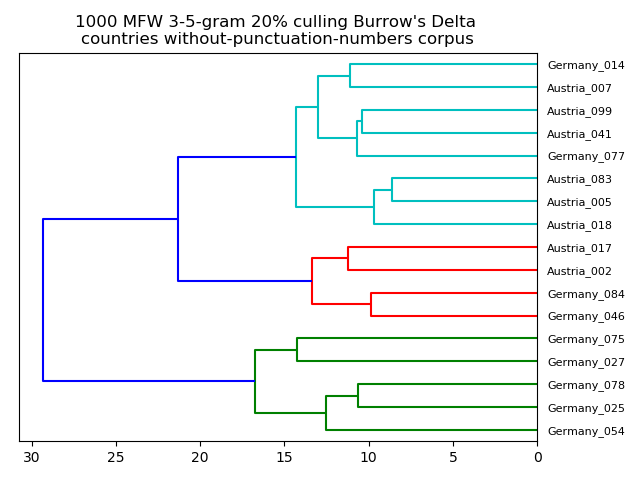 1000 MFW 3-5-gram 20% culling Burrow's Delta
countries without-punctuation-numbers corpus
Germany_014
Austria_007
Austria_099
Austria_041
Germany_077
Austria_083
Austria_005
Austria_018
Austria_017
Austria_002
Germany_084
Germany_046
Germany_075
Germany_027
Germany_078
Germany_025
Germany_054
30 25 20 15 10 5 0